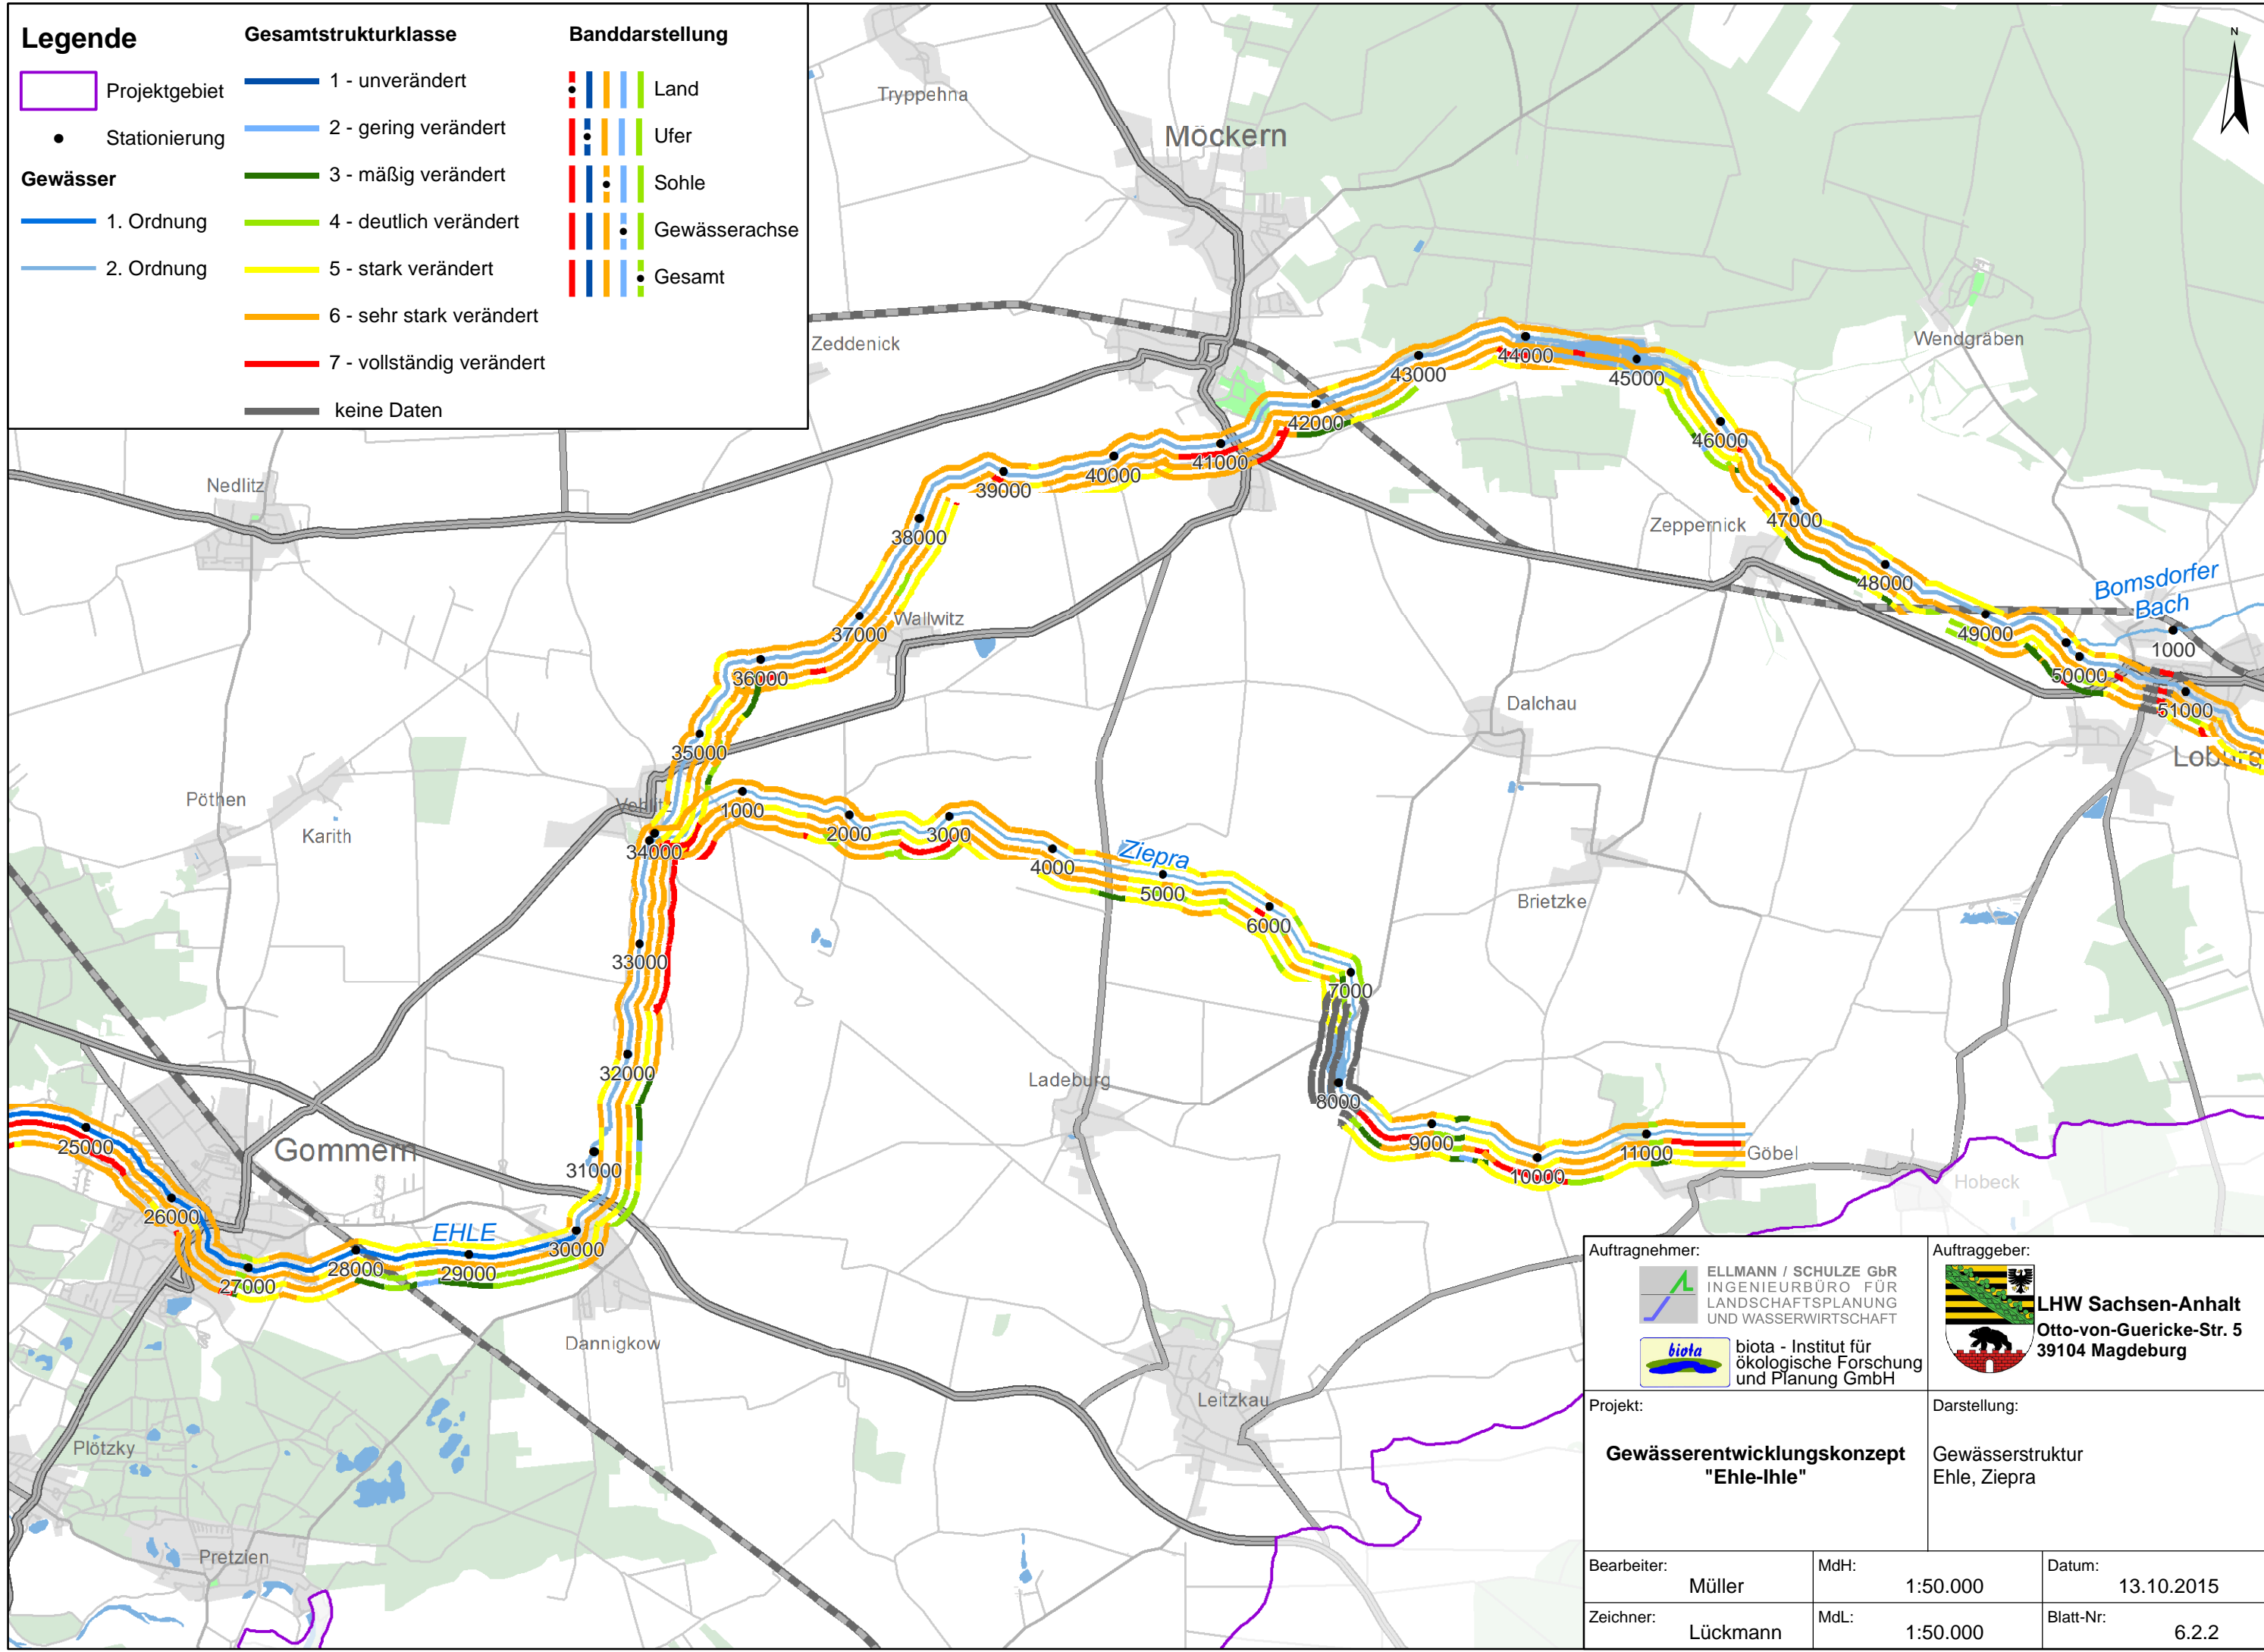 Legende
Projektgebiet
Stationierung
Gewässer
1. Ordnung
2. Ordnung
Gesamtstrukturklasse
1 - unverändert
2 - gering verändert
3 - mäßig verändert
4 - deutlich verändert
5 - stark verändert
6 - sehr stark verändert
7 - vollständig verändert
keine Daten
Banddarstellung
Land
Ufer
Sohle
Gewässerachse
Gesamt
N
Tryppehna
Möckern
Zeddenick
Wendgräben
Nedlitz
Zeppernick
Bomsdorfer
Bach
1000
Wallwitz
Dalchau
Pöthen
Karith
Vehlitz
Ziepra
Brietzke
Ladeburg
Gommern
Göbel
Hobeck
EHLE
Dannigkow
Leitzkau
Plötzky
Pretzien
25000
26000
27000
28000
29000
30000
31000
32000
33000
34000
35000
36000
37000
38000
39000
40000
41000
42000
43000
44000
45000
46000
47000
48000
49000
50000
51000
1000
2000
3000
4000
5000
6000
7000
8000
9000
10000
11000
Auftragnehmer:
ELLMANN / SCHULZE GbR
INGENIEURBÜRO FÜR
LANDSCHAFTSPLANUNG
UND WASSERWIRTSCHAFT
biota
biota - Institut für
ökologische Forschung
und Planung GmbH
Auftraggeber:
LHW Sachsen-Anhalt
Otto-von-Guericke-Str. 5
39104 Magdeburg
Projekt:
Gewässerentwicklungskonzept
"Ehle-Ihle"
Darstellung:
Gewässerstruktur
Ehle, Ziepra
Bearbeiter:
Müller
MdH:
1:50.000
Datum:
13.10.2015
Zeichner:
Lückmann
MdL:
1:50.000
Blatt-Nr:
6.2.2